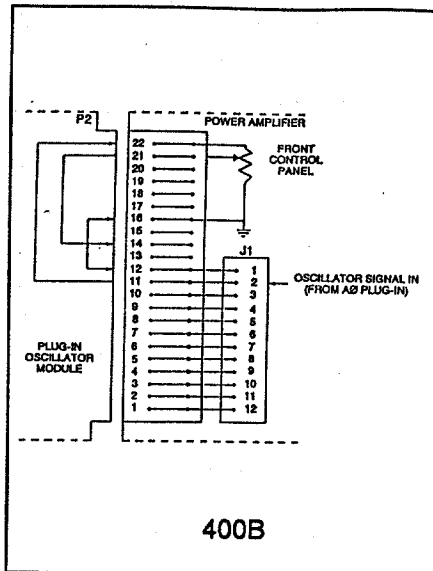 P2
POWER AMPLIFIER
22
21
20
19
18
17
16
15
14
13
12
11
10
9
8
7
6
5
4
3
2
1
FRONT
CONTROL
PANEL
J1
1
2
3
4
5
6
7
8
9
10
11
12
OSCILLATOR SIGNAL IN
(FROM AØ PLUG-IN)
PLUG-IN
OSCILLATOR
MODULE
400B